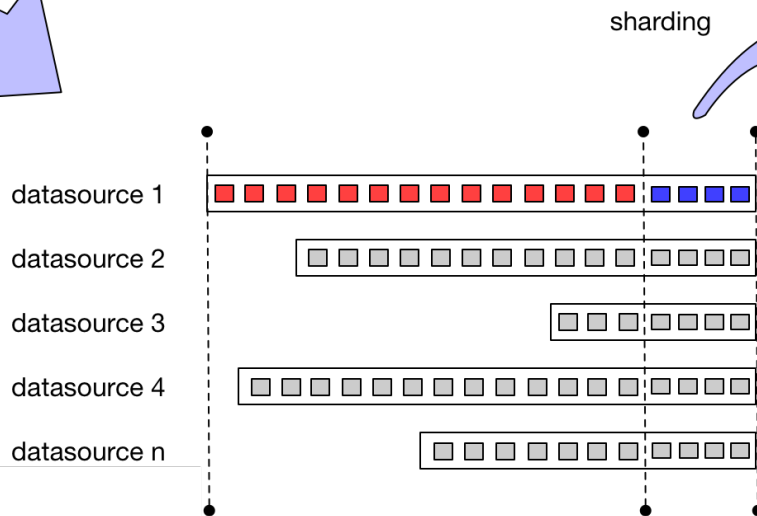 sharding
datasource 1
datasource 2
datasource 3
datasource 4
datasource n